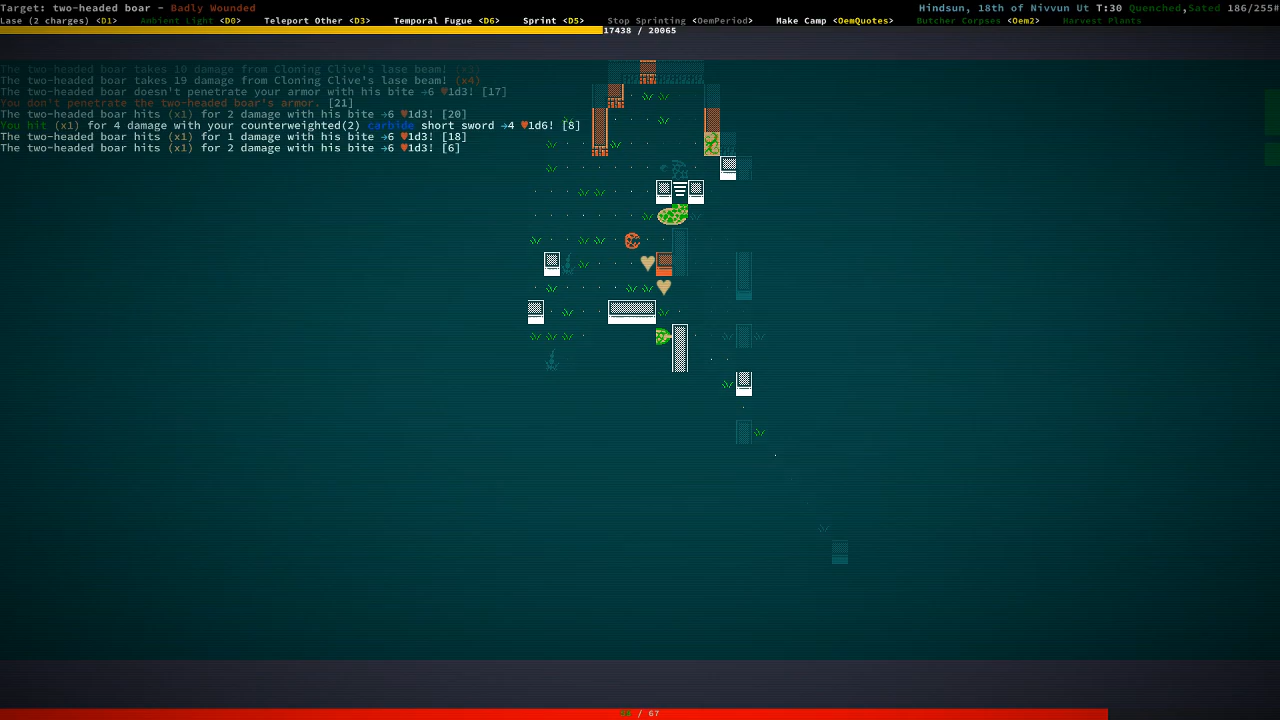 Target: two-headed boar - Badly Wounded Hindsun, 18th of Nivvun Ut T:30 Quenched,Sated 186/255#
Lase (2 charges) <D1> Ambient Light <D0> Teleport Other <D3> Temporal Fugue <D6> Sprint <D5> Stop Sprinting <OemPeriod> Make Camp <OemQuotes> Butcher Corpses <Oem2> Harvest Plants
17438 / 20065
The two-headed boar takes 10 damage from Cloning Clive's lase beam! (x3)
The two-headed boar takes 19 damage from Cloning Clive's lase beam! (x4)
The two-headed boar doesn't penetrate your armor with his bite →6 ♥1d3! [17]
You don't penetrate the two-headed boar's armor. [21]
The two-headed boar hits (x1) for 2 damage with his bite →6 ♥1d3! [20]
You hit (x1) for 4 damage with your counterweighted(2) carbide short sword →4 ♥1d6! [8]
The two-headed boar hits (x1) for 1 damage with his bite →6 ♥1d3! [18]
The two-headed boar hits (x1) for 2 damage with his bite →6 ♥1d3! [6]
/ 67